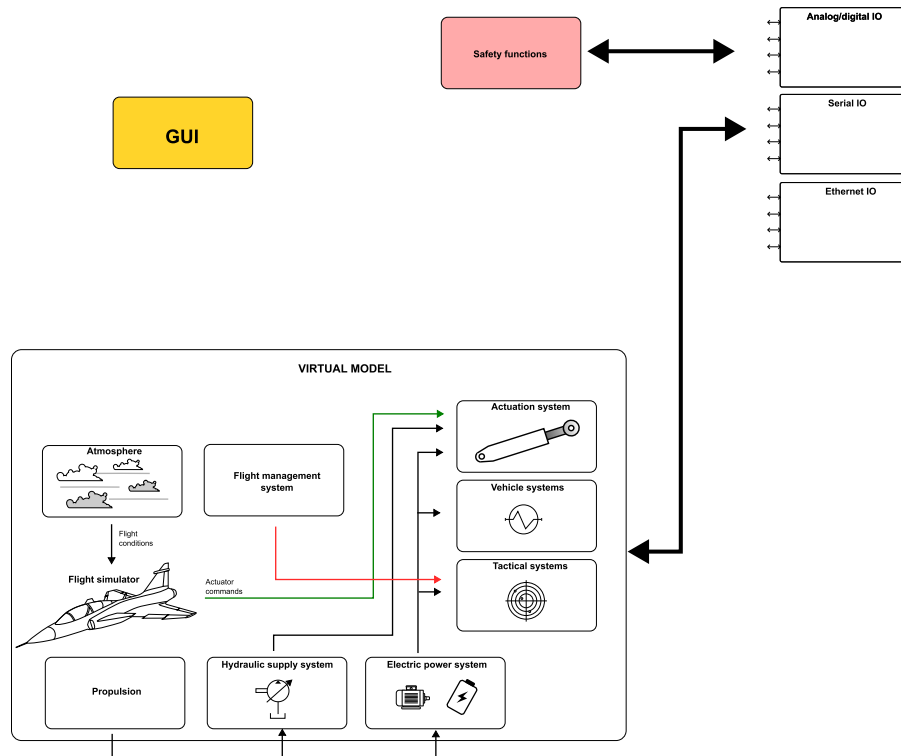 Analog/digital IO
Safety functions
Serial IO
GUI
Ethernet IO
VIRTUAL MODEL
Actuation system
Atmosphere
Flight management
system
Vehicle systems
Flight
conditions
Tactical systems
Flight simulator
Actuator
commands
Hydraulic supply system
Electric power system
Propulsion